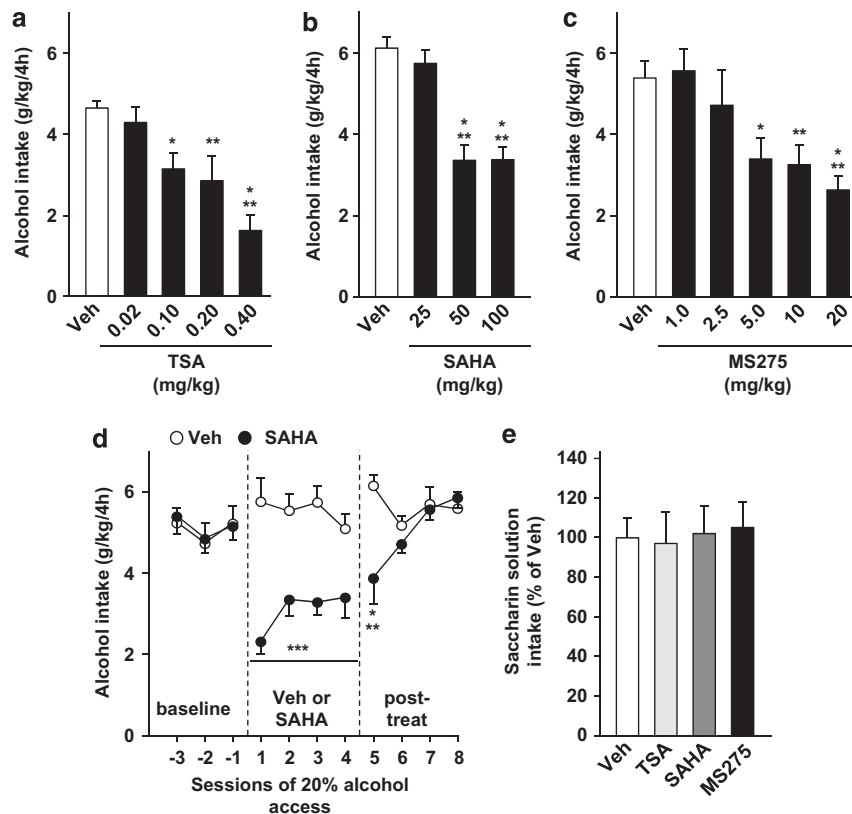 a
Alcohol intake (g/kg/4h)
6
4
2
0
*
**
*
**
Veh
0.02
0.10
0.20
0.40
TSA
(mg/kg)
b
Alcohol intake (g/kg/4h)
6
4
2
0
*
**
*
**
Veh
25
50
100
SAHA
(mg/kg)
c
Alcohol intake (g/kg/4h)
6
4
2
0
*
**
*
**
Veh
1.0
2.5
5.0
10
20
MS275
(mg/kg)
d
Veh SAHA
Alcohol intake (g/kg/4h)
6
4
2
0
***
*
**
baseline
Veh or
SAHA
post-
treat
-3 -2 -1 1 2 3 4 5 6 7 8
Sessions of 20% alcohol
access
e
Saccharin solution
intake (% of Veh)
140
120
100
80
60
40
20
0
Veh
TSA
SAHA
MS275